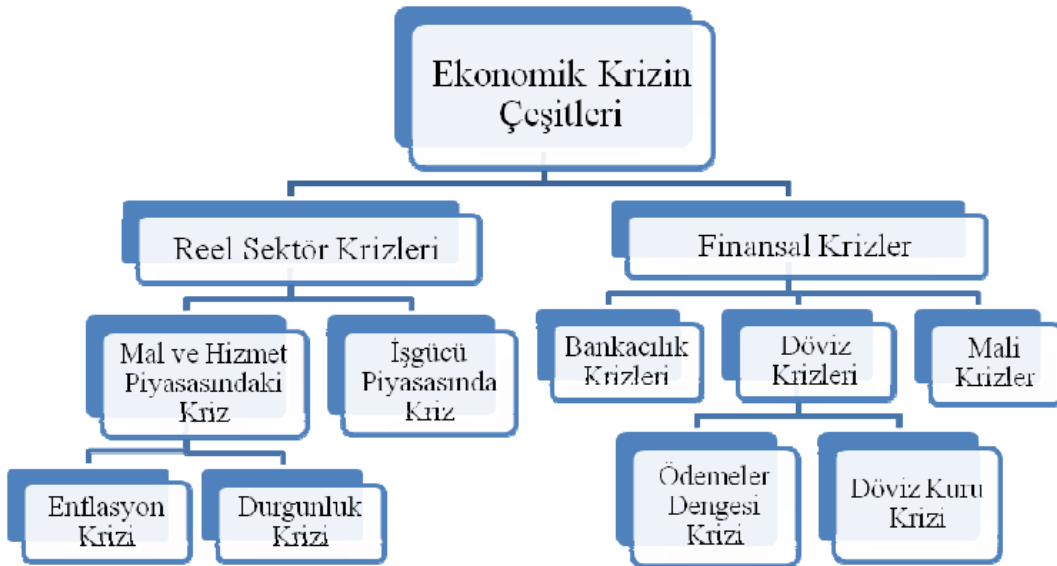 Ekonomik Krizin
Çeşitleri
Reel Sektör Krizleri
Finansal Krizler
Mal ve Hizmet
Piyasasındaki
Kriz
İşgücü
Piyasasında
Kriz
Bankacılık
Krizleri
Döviz
Krizleri
Mali
Krizler
Enflasyon
Krizi
Durgunluk
Krizi
Ödemeler
Dengesi
Krizi
Döviz Kuru
Krizi